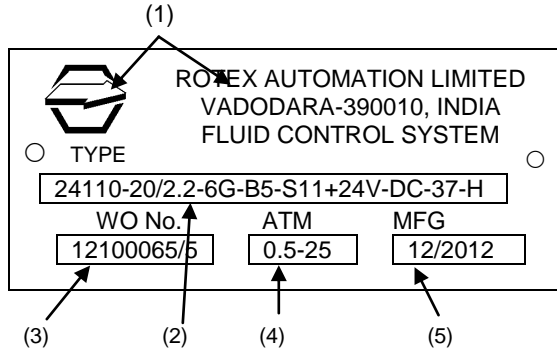 (1)
ROTEX AUTOMATION LIMITED
VADODARA-390010, INDIA
FLUID CONTROL SYSTEM
TYPE
24110-20/2.2-6G-B5-S11+24V-DC-37-H
WO No. ATM MFG
12100065/5 0.5-25 12/2012
(3) (2) (4) (5)